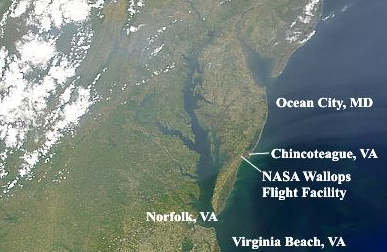 Ocean City, MD
Chincoteague, VA
NASA Wallops
Flight Facility
Norfolk, VA
Virginia Beach, VA